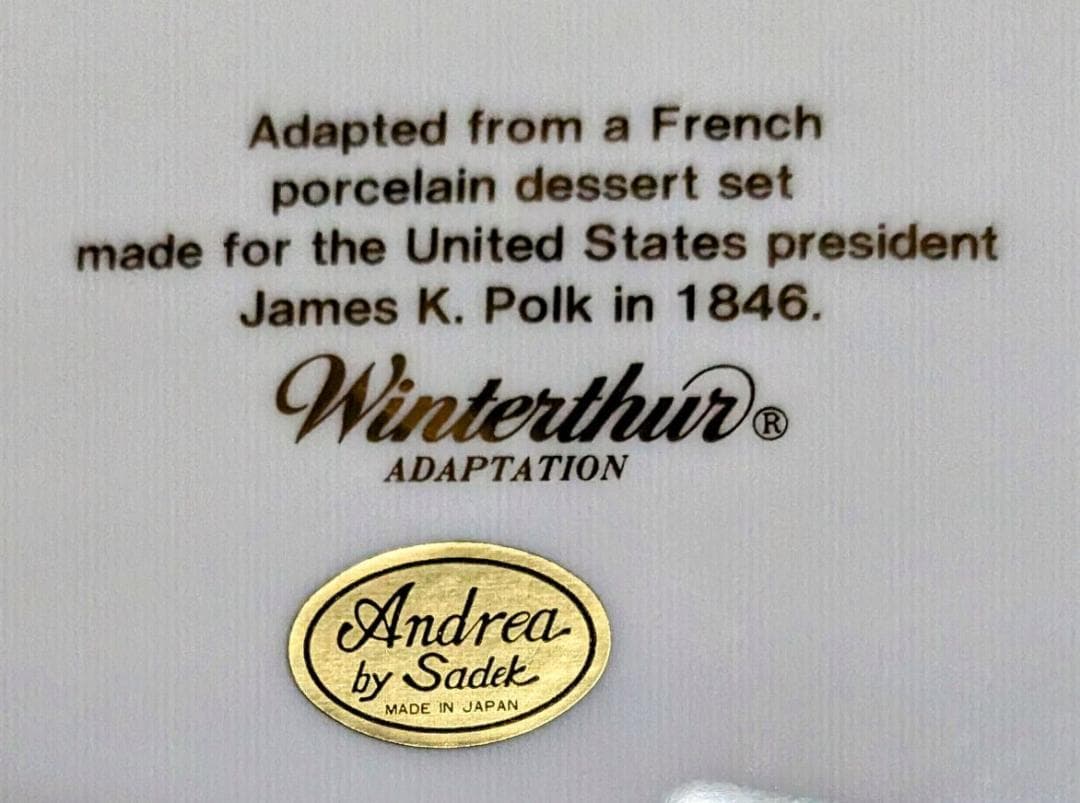 Adapted from a French
porcelain dessert set
made for the United States president
James K. Polk in 1846.
Winterthur®
ADAPTATION
Andrea
by Sadek
MADE IN JAPAN